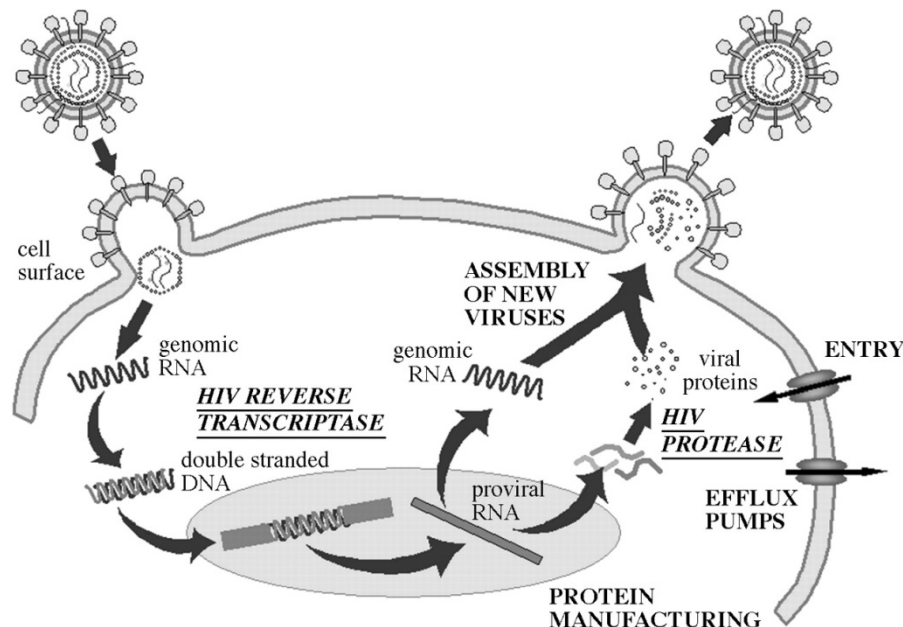 cell
surface
genomic
RNA
HIV REVERSE
TRANSCRIPTASE
double stranded
DNA
ASSEMBLY
OF NEW
VIRUSES
genomic
RNA
viral
proteins
ENTRY
HIV
PROTEASE
proviral
RNA
EFFLUX
PUMPS
PROTEIN
MANUFACTURING